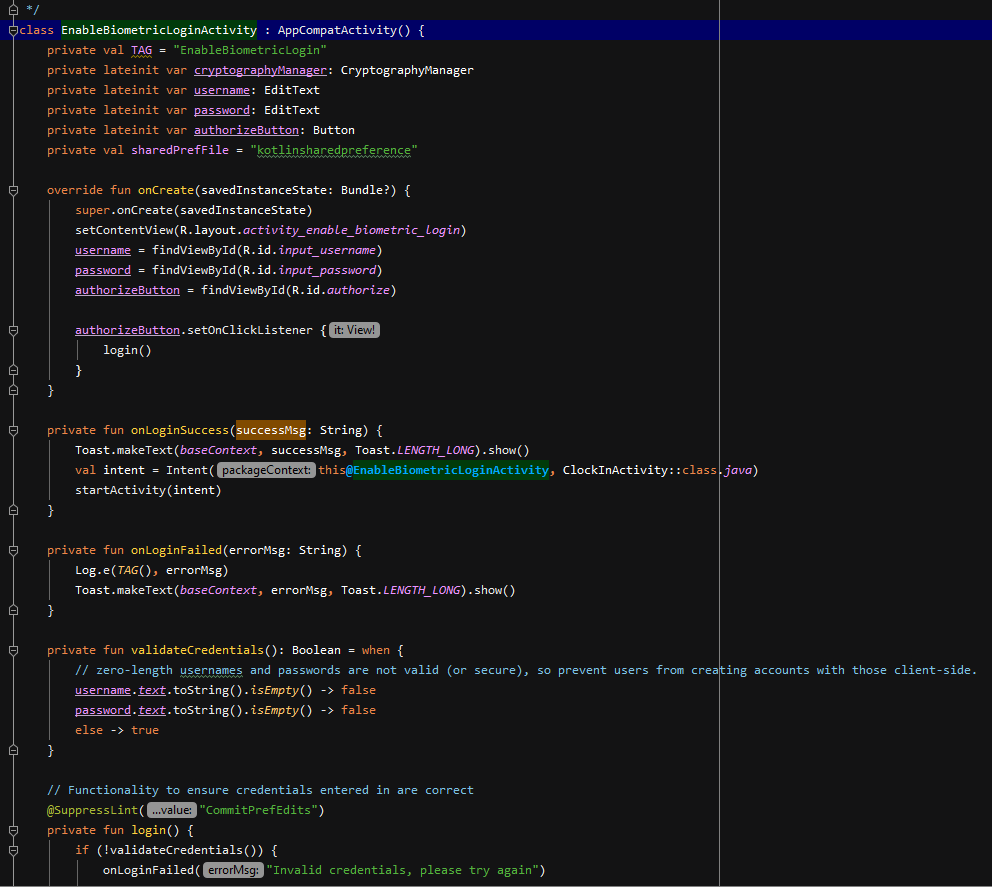 */
class EnableBiometricLoginActivity : AppCompatActivity() {
private val TAG = "EnableBiometricLogin"
private lateinit var cryptographyManager: CryptographyManager
private lateinit var username: EditText
private lateinit var password: EditText
private lateinit var authorizeButton: Button
private val sharedPrefFile = "kotlinsharedpreference"
override fun onCreate(savedInstanceState: Bundle?) {
super.onCreate(savedInstanceState)
setContentView(R.layout.activity_enable_biometric_login)
username = findViewById(R.id.input_username)
password = findViewById(R.id.input_password)
authorizeButton = findViewById(R.id.authorize)
authorizeButton.setOnClickListener { it: View!
login()
}
}
private fun onLoginSuccess(successMsg: String) {
Toast.makeText(baseContext, successMsg, Toast.LENGTH_LONG).show()
val intent = Intent( packageContext: this@EnableBiometricLoginActivity, ClockInActivity::class.java)
startActivity(intent)
}
private fun onLoginFailed(errorMsg: String) {
Log.e(TAG(), errorMsg)
Toast.makeText(baseContext, errorMsg, Toast.LENGTH_LONG).show()
}
private fun validateCredentials(): Boolean = when {
// zero-length usernames and passwords are not valid (or secure), so prevent users from creating accounts with those client-side.
username.text.toString().isEmpty() -> false
password.text.toString().isEmpty() -> false
else -> true
}
// Functionality to ensure credentials entered in are correct
@SuppressLint( ...value: "CommitPrefEdits")
private fun login() {
if (!validateCredentials()) {
onLoginFailed( errorMsg: "Invalid credentials, please try again")